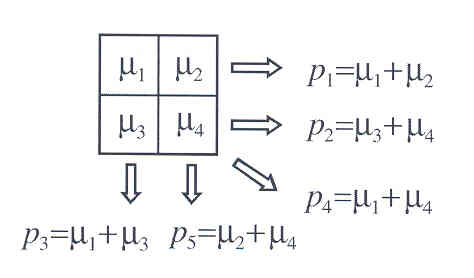 μ₁ μ₂ p₁=μ₁+μ₂
μ₃ μ₄ p₂=μ₃+μ₄
p₄=μ₁+μ₄
p₃=μ₁+μ₃ p₅=μ₂+μ₄